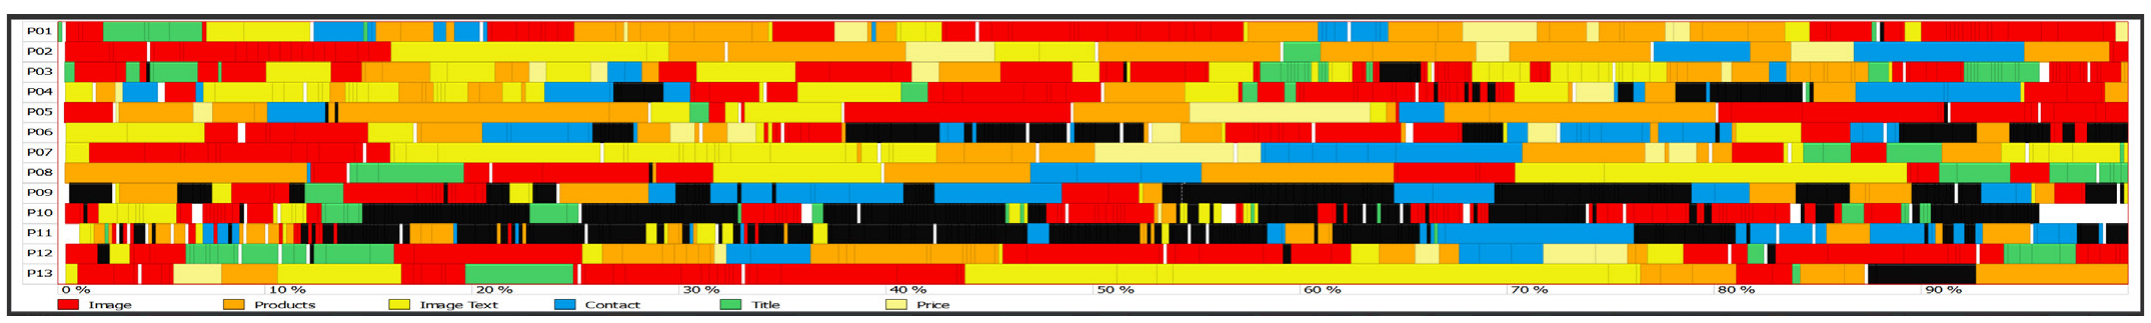 P01
P02
P03
P04
P05
P06
P07
P08
P09
P10
P11
P12
P13
0 % 10 % 20 % 30 % 40 % 50 % 60 % 70 % 80 % 90 %
Image Products Image Text Contact Title Price